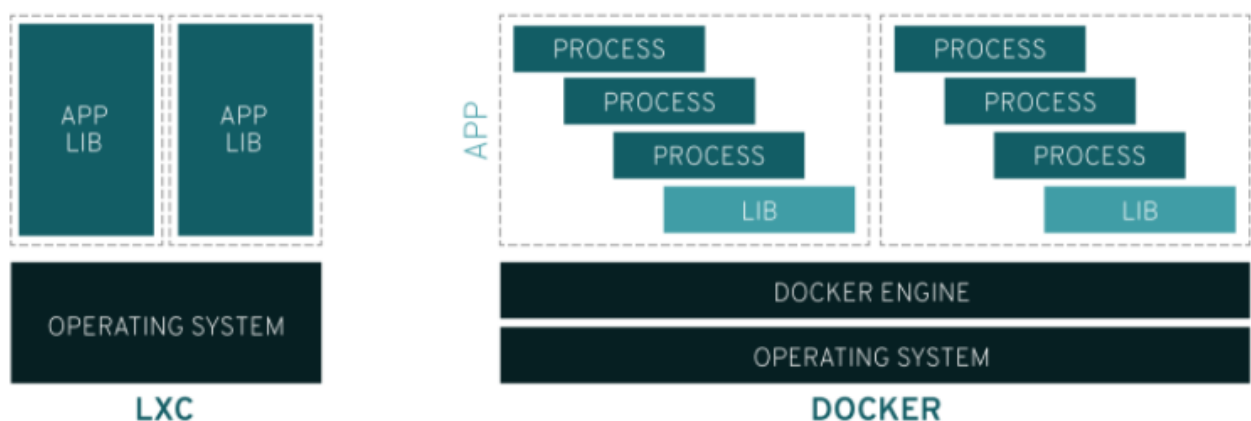 APP
LIB
APP
LIB
OPERATING SYSTEM
LXC
APP
PROCESS
PROCESS
PROCESS
LIB
PROCESS
PROCESS
PROCESS
LIB
DOCKER ENGINE
OPERATING SYSTEM
DOCKER